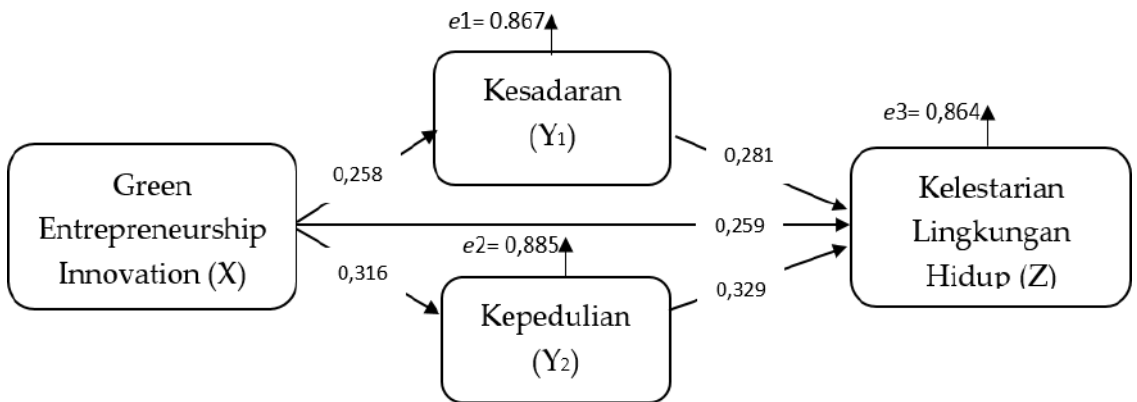 e1= 0.867
Kesadaran
(Y1)
e3= 0,864
0,258
0,281
Green
Entrepreneurship
Innovation (X)
0,259
Kelestarian
Lingkungan
Hidup (Z)
e2= 0,885
0,316
0,329
Kepedulian
(Y2)